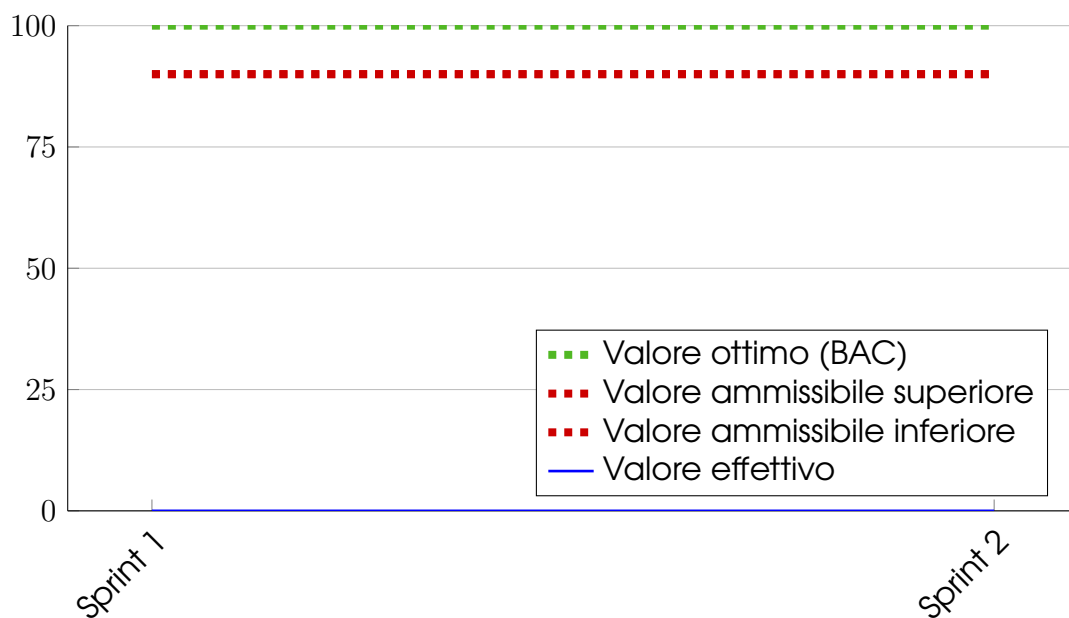 100
75
50
25
0
Valore ottimo (BAC)
Valore ammissibile superiore
Valore ammissibile inferiore
Valore effettivo
Sprint 1
Sprint 2